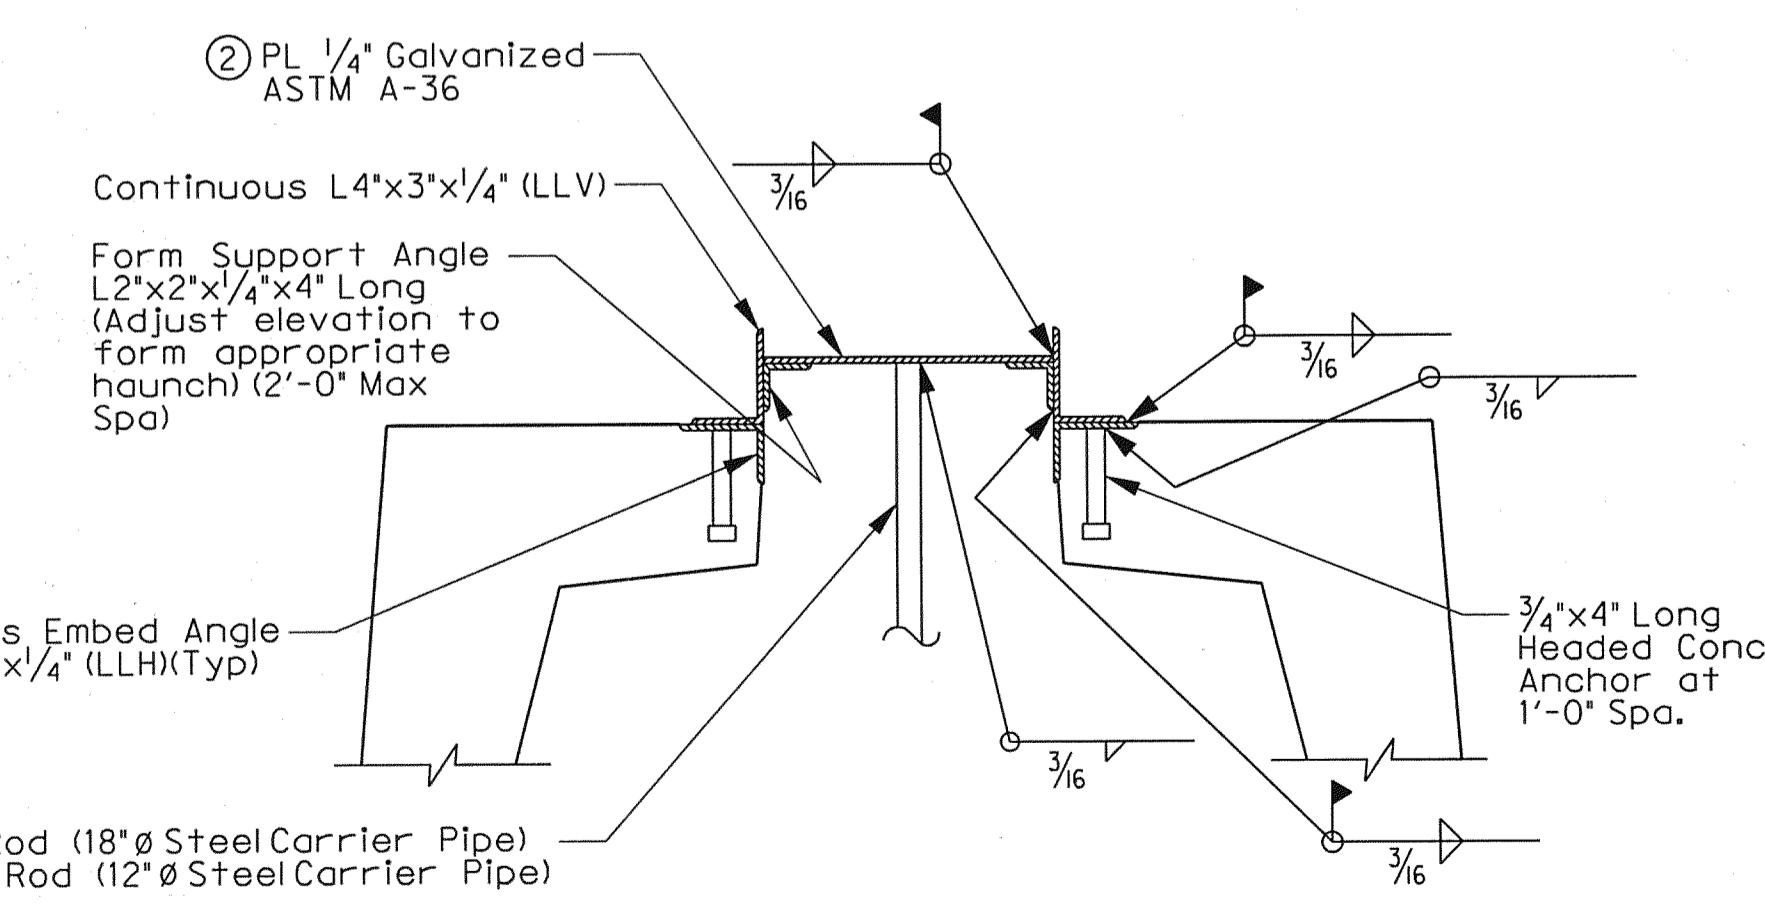 ② PL 1/4" Galvanized
ASTM A-36
3/16
Continuous L4"x3"x1/4" (LLV)
Form Support Angle
L2"x2"x1/4"x4" Long
(Adjust elevation to
form appropriate
haunch) (2'-0" Max
Spa)
3/16
3/16
s Embed Angle
x1/4" (LLH)(Typ)
3/4"x4" Long
Headed Conc
Anchor at
1'-0" Spa.
3/16
Rod (18"ø Steel Carrier Pipe)
Rod (12"ø Steel Carrier Pipe)
3/16